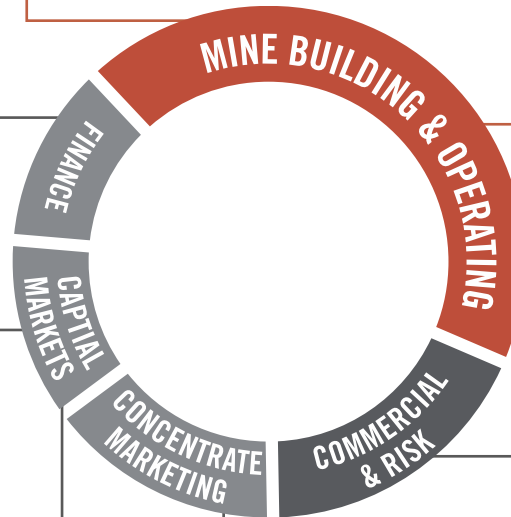 MINE BUILDING & OPERATING
FINANCE
CAPTIAL
MARKETS
CONCENTRATE
MARKETING
COMMERCIAL
& RISK